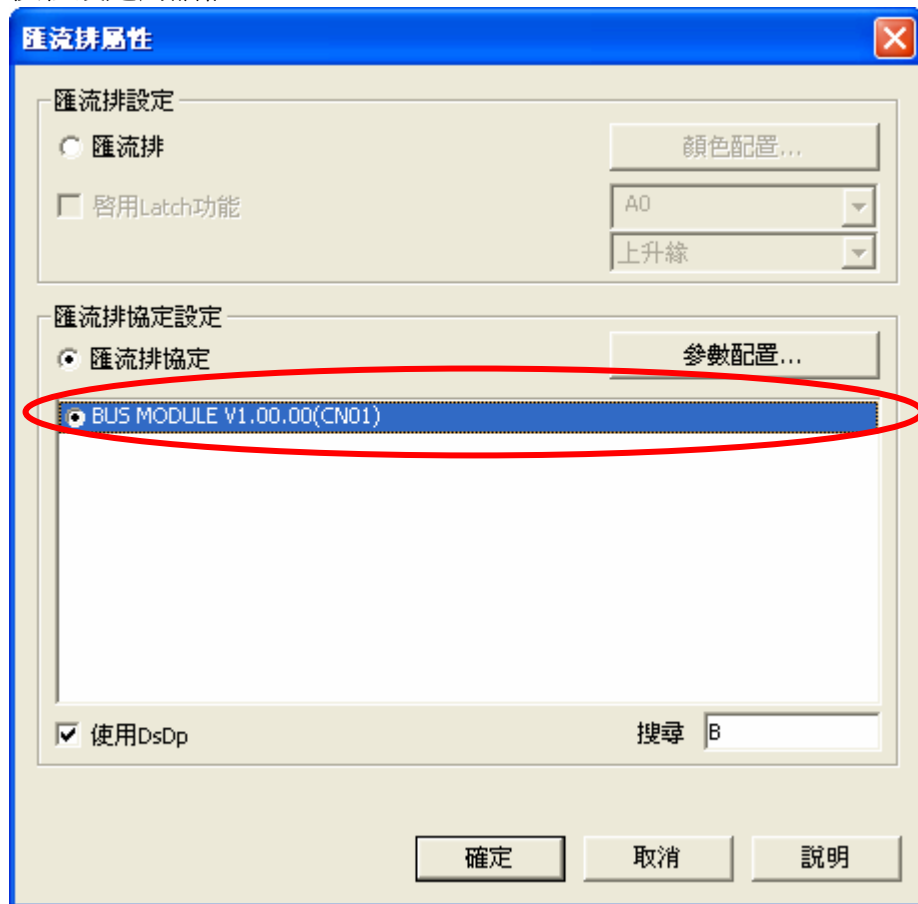 匯流排屬性
匯流排設定
匯流排
顏色配置...
啓用Latch功能
A0
上升緣
匯流排協定設定
匯流排協定
參數配置...
BUS MODULE V1.00.00(CN01)
使用DsDp
搜尋 B
確定
取消
說明